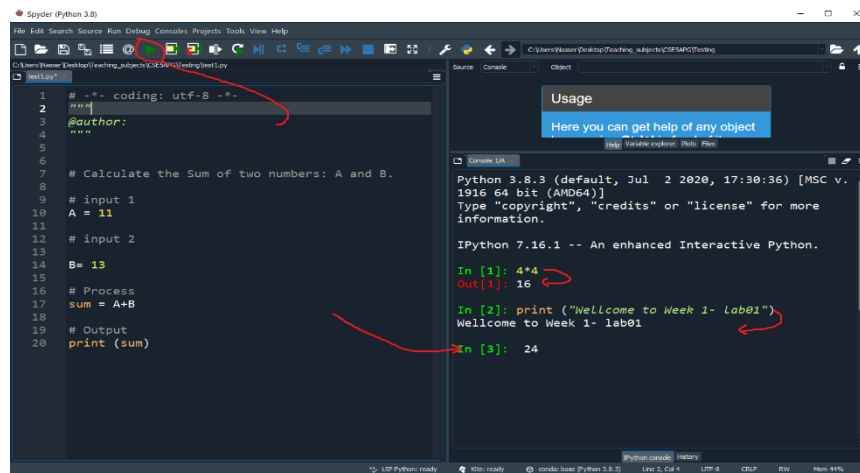 Spyder (Python 3.8)
File Edit Search Source Run Debug Consoles Projects Tools View Help
C:\Users\Nasser\Desktop\Teaching_subjects\CSESAPG\Testing
C:\Users\Nasser\Desktop\Teaching_subjects\CSESAPG\Testing\test1.py
test1.py*
1 # -*- coding: utf-8 -*-
2 """
3 @author:
4 """
5
6
7 # Calculate the Sum of two numbers: A and B.
8
9 # input 1
10 A = 11
11
12 # input 2
13
14 B= 13
15
16 # Process
17 sum = A+B
18
19 # Output
20 print (sum)
Source Console Object
Usage
Here you can get help of any object
Help Variable explorer Plots Files
Console 1/A
Python 3.8.3 (default, Jul  2 2020, 17:30:36) [MSC v.
1916 64 bit (AMD64)]
Type "copyright", "credits" or "license" for more
information.
IPython 7.16.1 -- An enhanced Interactive Python.
In [1]: 4*4
Out[1]: 16
In [2]: print ("Wellcome to Week 1- Lab01")
Wellcome to Week 1- lab01
In [3]: 24
IPython console History
LSP Python: ready Kite: ready conda: base (Python 3.8.3) Line 2, Col 4 UTF-8 CRLF RW Mem 44%